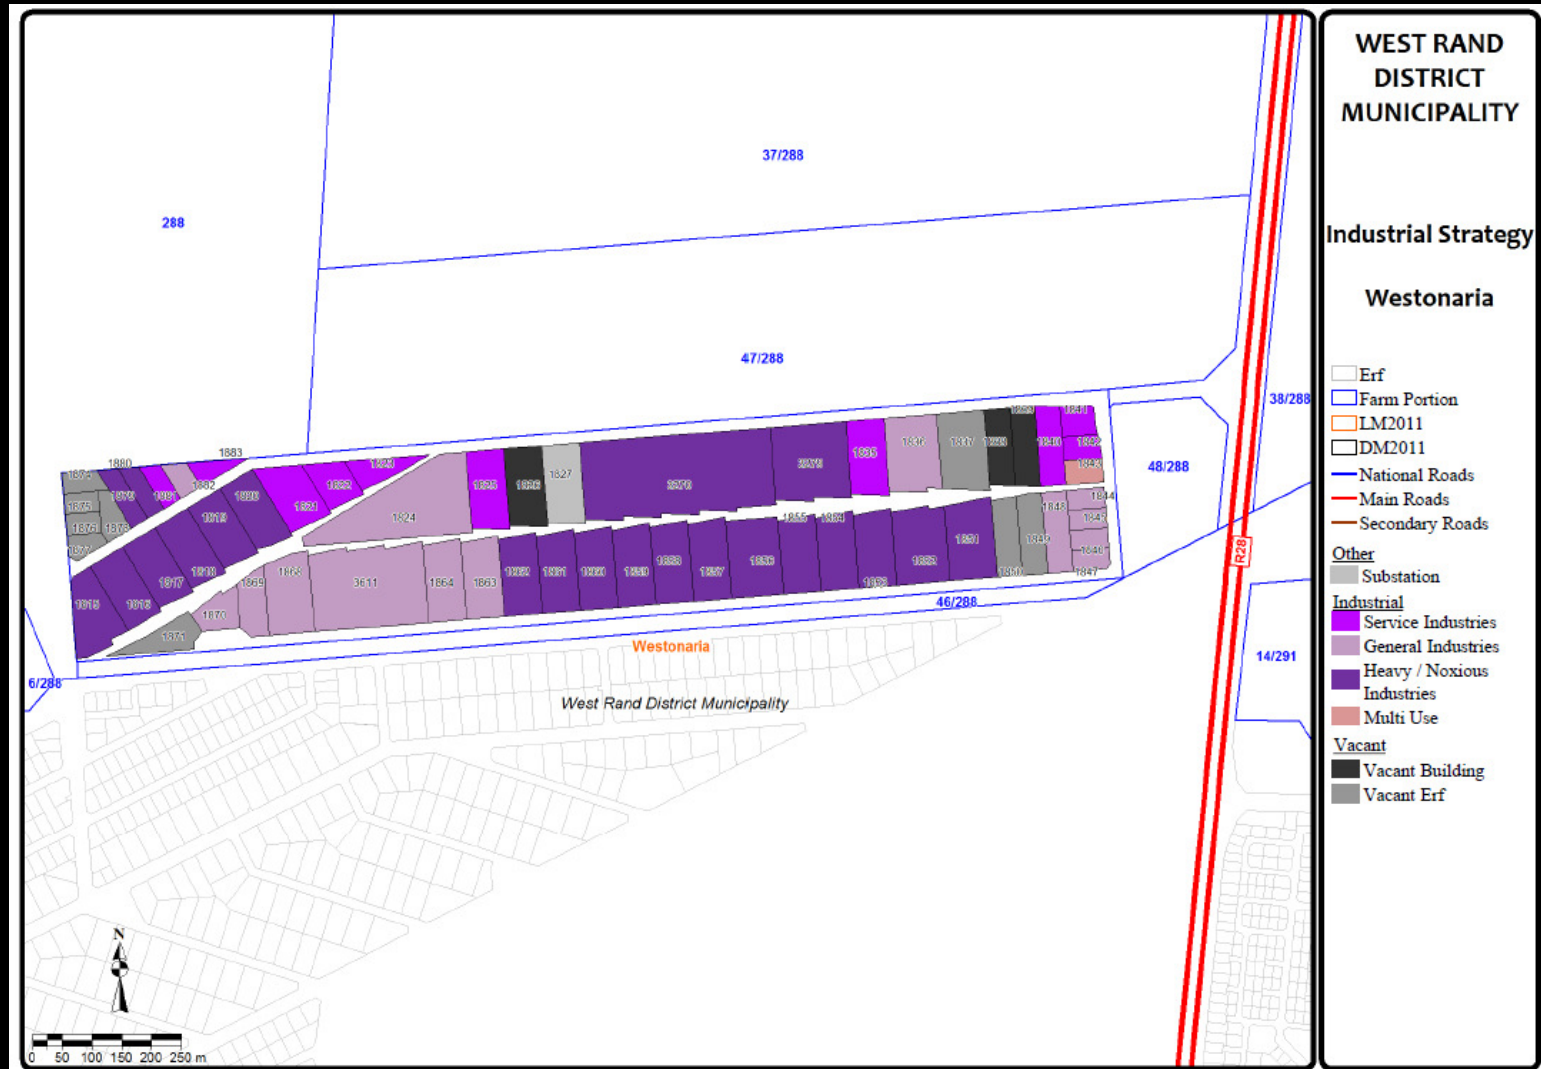 WEST RAND
DISTRICT
MUNICIPALITY
Industrial Strategy
Westonaria
Erf
Farm Portion
LM2011
DM2011
National Roads
Main Roads
Secondary Roads
Other
Substation
Industrial
Service Industries
General Industries
Heavy / Noxious
Industries
Multi Use
Vacant
Vacant Building
Vacant Erf
37/288
288
47/288
38/288
48/288
46/288
6/288
14/291
R28
Westonaria
West Rand District Municipality
1883
1880
1882
1824
1827
1844
1848
1847
1849
1855
1869
1870
1871
3611
1864
1863
1817
1815
N
0 50 100 150 200 250 m